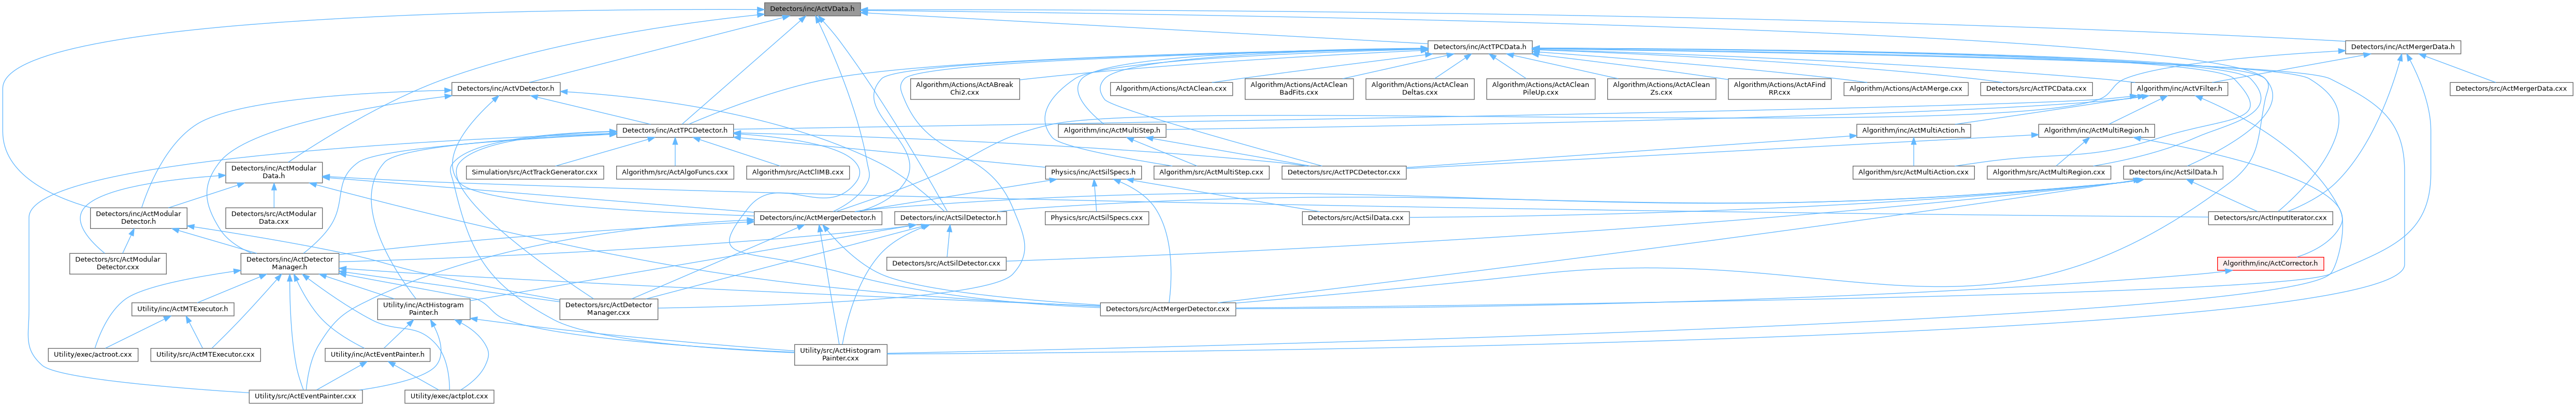 Detectors/inc/ActVData.h
Detectors/inc/ActTPCData.h
Detectors/inc/ActMergerData.h
Detectors/inc/ActVDetector.h
Algorithm/Actions/ActABreak
Chi2.cxx
Algorithm/Actions/ActAClean.cxx
Algorithm/Actions/ActAClean
BadFits.cxx
Algorithm/Actions/ActAClean
Deltas.cxx
Algorithm/Actions/ActAClean
PileUp.cxx
Algorithm/Actions/ActAClean
Zs.cxx
Algorithm/Actions/ActAFind
RP.cxx
Algorithm/Actions/ActAMerge.cxx
Detectors/src/ActTPCData.cxx
Algorithm/inc/ActVFilter.h
Detectors/src/ActMergerData.cxx
Detectors/inc/ActTPCDetector.h
Algorithm/inc/ActMultiStep.h
Algorithm/inc/ActMultiAction.h
Algorithm/inc/ActMultiRegion.h
Detectors/inc/ActModular
Data.h
Simulation/src/ActTrackGenerator.cxx
Algorithm/src/ActAlgoFuncs.cxx
Algorithm/src/ActCliMB.cxx
Physics/inc/ActSilSpecs.h
Algorithm/src/ActMultiStep.cxx
Detectors/src/ActTPCDetector.cxx
Algorithm/src/ActMultiAction.cxx
Algorithm/src/ActMultiRegion.cxx
Detectors/inc/ActSilData.h
Detectors/inc/ActModular
Detector.h
Detectors/src/ActModular
Data.cxx
Detectors/inc/ActMergerDetector.h
Detectors/inc/ActSilDetector.h
Physics/src/ActSilSpecs.cxx
Detectors/src/ActSilData.cxx
Detectors/src/ActInputIterator.cxx
Detectors/src/ActModular
Detector.cxx
Detectors/inc/ActDetector
Manager.h
Detectors/src/ActSilDetector.cxx
Algorithm/inc/ActCorrector.h
Utility/inc/ActMTExecutor.h
Utility/inc/ActHistogram
Painter.h
Detectors/src/ActDetector
Manager.cxx
Detectors/src/ActMergerDetector.cxx
Utility/exec/actroot.cxx
Utility/src/ActMTExecutor.cxx
Utility/inc/ActEventPainter.h
Utility/src/ActHistogram
Painter.cxx
Utility/src/ActEventPainter.cxx
Utility/exec/actplot.cxx